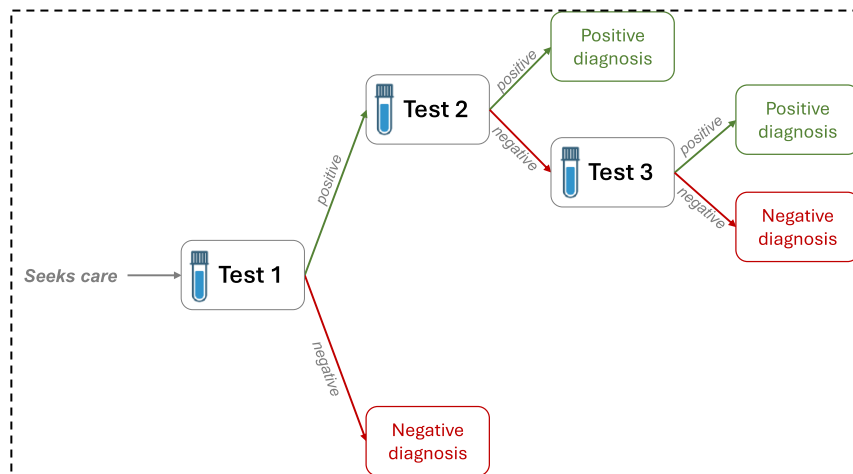 Positive
diagnosis
positive
Test 2
negative
Positive
diagnosis
positive
Test 3
negative
Negative
diagnosis
positive
Seeks care
Test 1
negative
Negative
diagnosis